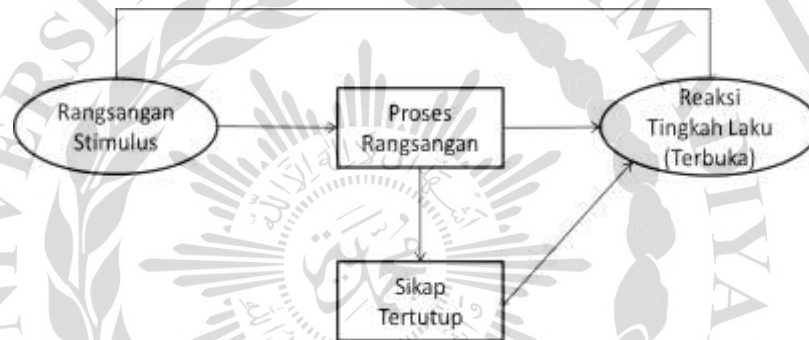 Rangsangan
Stimulus
Proses
Rangsangan
Reaksi
Tingkah Laku
(Terbuka)
Sikap
Tertutup